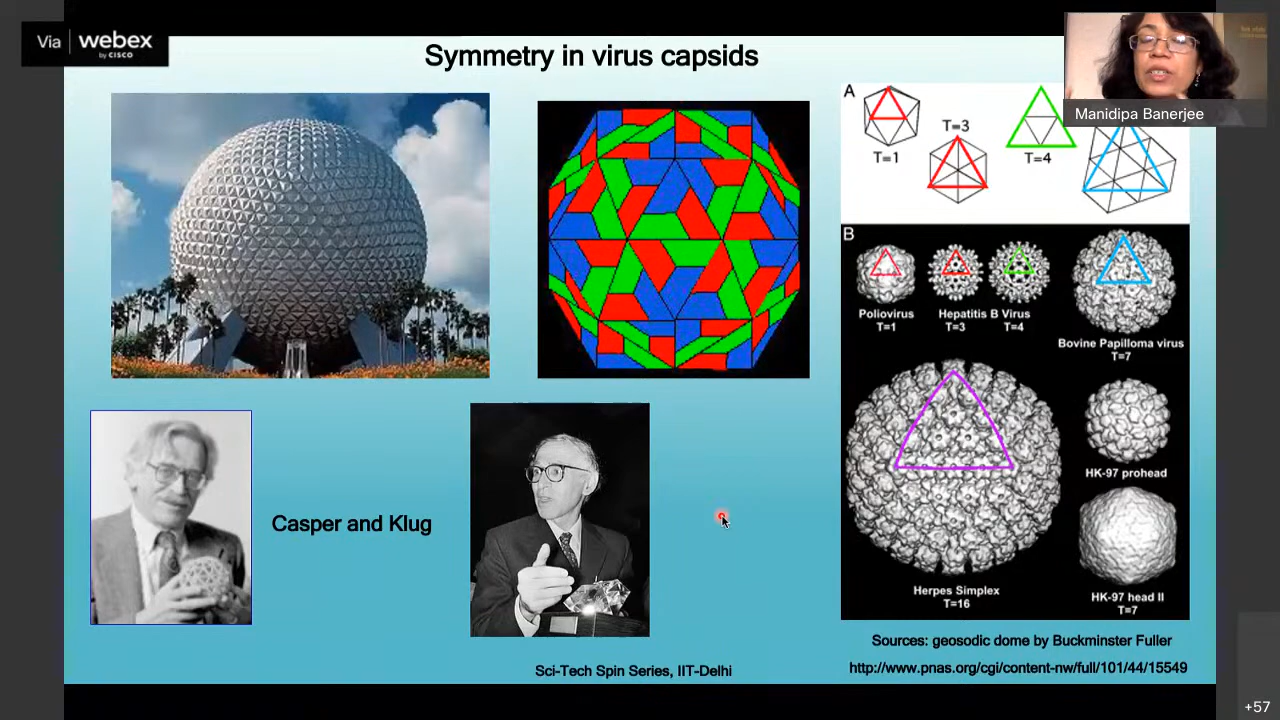 Via webex
by CISCO
Symmetry in virus capsids
Manidipa Banerjee
A
T=1
T=3
T=4
B
Poliovirus
T=1
Hepatitis B Virus
T=3 T=4
Bovine Papilloma virus
T=7
HK-97 prohead
Herpes Simplex
T=16
HK-97 head II
T=7
Casper and Klug
Sources: geosodic dome by Buckminster Fuller
http://www.pnas.org/cgi/content-nw/full/101/44/15549
Sci-Tech Spin Series, IIT-Delhi
+57